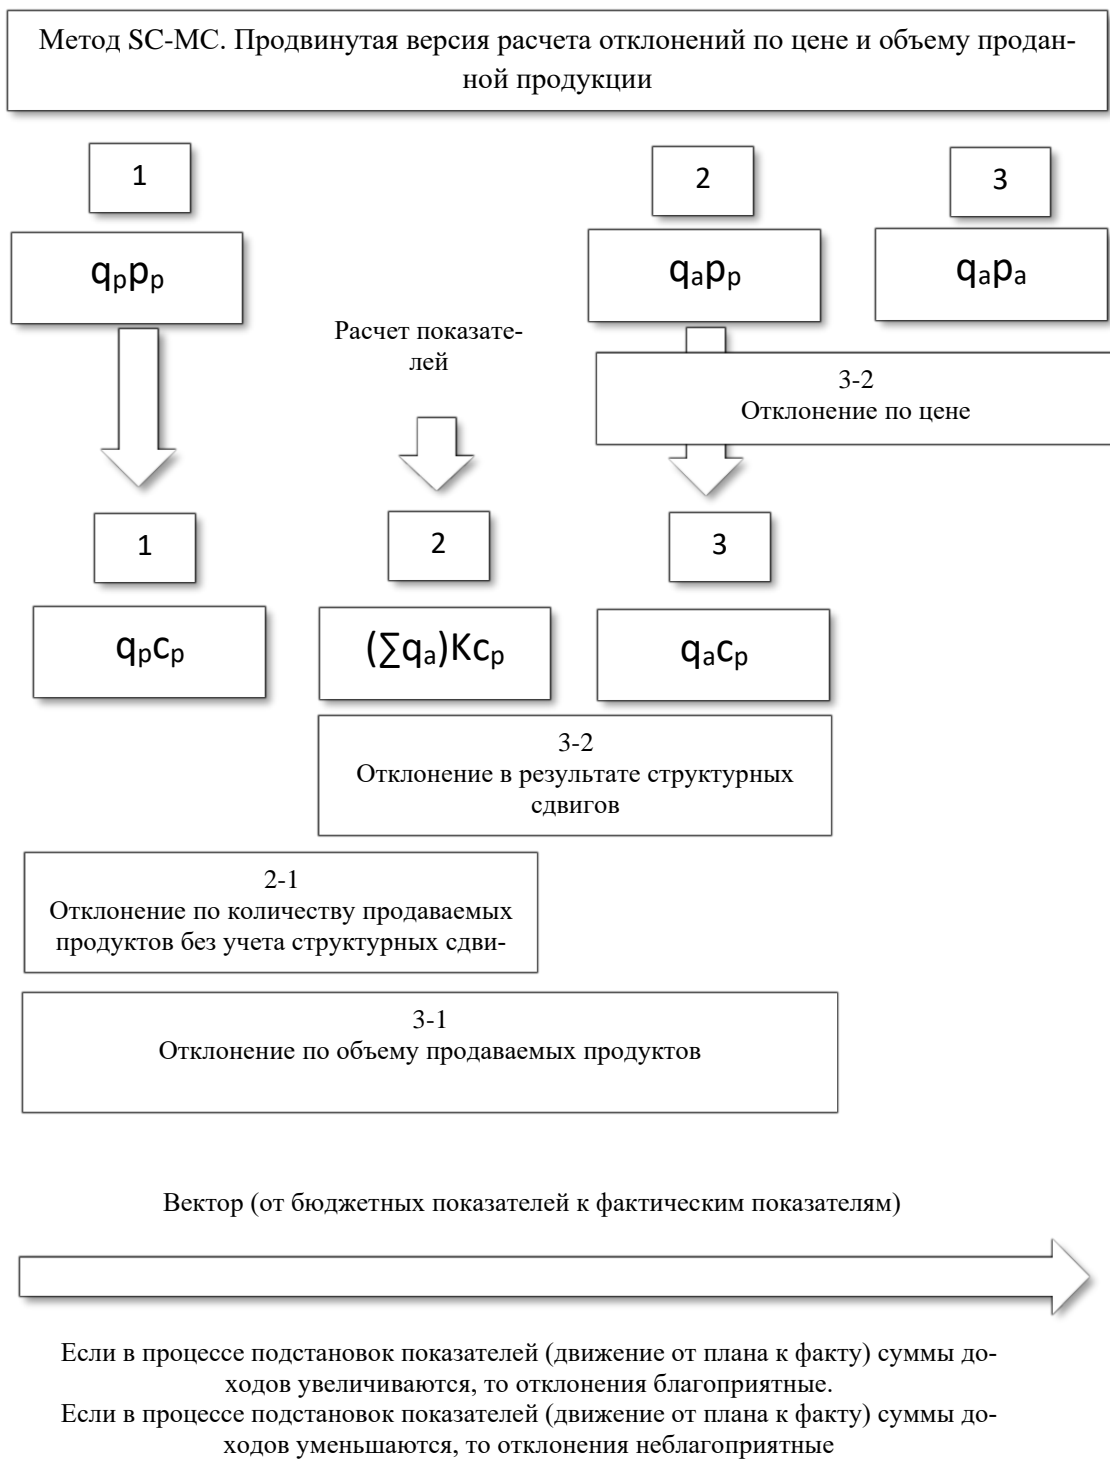 Метод SC-MC. Продвинутая версия расчета отклонений по цене и объему продан-
ной продукции
1
2
3
qₚpₚ
qₐpₚ
qₐpₐ
Расчет показате-
лей
3-2
Отклонение по цене
1
2
3
qₚcₚ
(∑qₐ)Kcₚ
qₐcₚ
3-2
Отклонение в результате структурных
сдвигов
2-1
Отклонение по количеству продаваемых
продуктов без учета структурных сдви-
3-1
Отклонение по объему продаваемых продуктов
Вектор (от бюджетных показателей к фактическим показателям)
Если в процессе подстановок показателей (движение от плана к факту) суммы до-
ходов увеличиваются, то отклонения благоприятные.
Если в процессе подстановок показателей (движение от плана к факту) суммы до-
ходов уменьшаются, то отклонения неблагоприятные